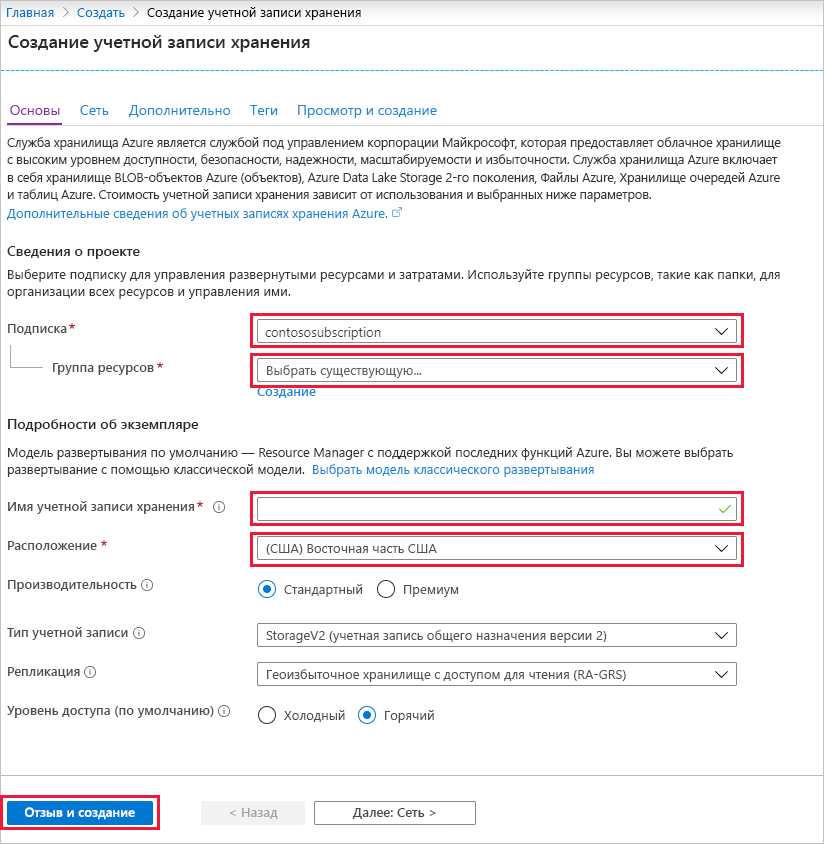 Главная > Создать > Создание учетной записи хранения
Создание учетной записи хранения
Основы Сеть Дополнительно Теги Просмотр и создание
Служба хранилища Azure является службой под управлением корпорации Майкрософт, которая предоставляет облачное хранилище
с высоким уровнем доступности, безопасности, надежности, масштабируемости и избыточности. Служба хранилища Azure включает
в себя хранилище BLOB-объектов Azure (объектов), Azure Data Lake Storage 2-го поколения, Файлы Azure, Хранилище очередей Azure
и таблиц Azure. Стоимость учетной записи хранения зависит от использования и выбранных ниже параметров.
Дополнительные сведения об учетных записях хранения Azure.
Сведения о проекте
Выберите подписку для управления развернутыми ресурсами и затратами. Используйте группы ресурсов, такие как папки, для
организации всех ресурсов и управления ими.
Подписка* contososubscription
Группа ресурсов * Выбрать существующую...
Создание
Подробности об экземпляре
Модель развертывания по умолчанию — Resource Manager с поддержкой последних функций Azure. Вы можете выбрать
развертывание с помощью классической модели. Выбрать модель классического развертывания
Имя учетной записи хранения*
Расположение * (США) Восточная часть США
Производительность Стандартный Премиум
Тип учетной записи StorageV2 (учетная запись общего назначения версии 2)
Репликация Геоизбыточное хранилище с доступом для чтения (RA-GRS)
Уровень доступа (по умолчанию) Холодный Горячий
Отзыв и создание < Назад Далее: Сеть >